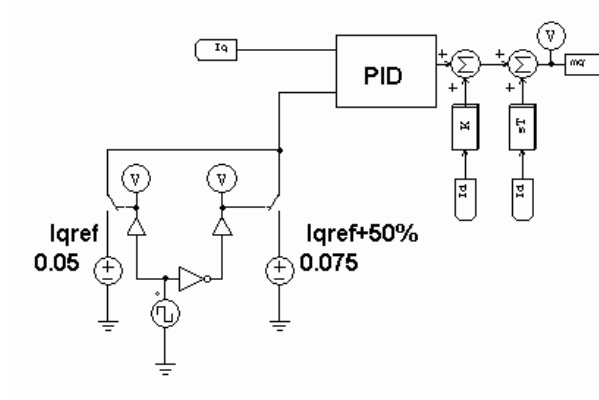 V
Iq
PID
+
Σ
+
Σ
mq
+
+
K
sT
V
V
Id
Id
Iqref
Iqref+50%
0.05
0.075